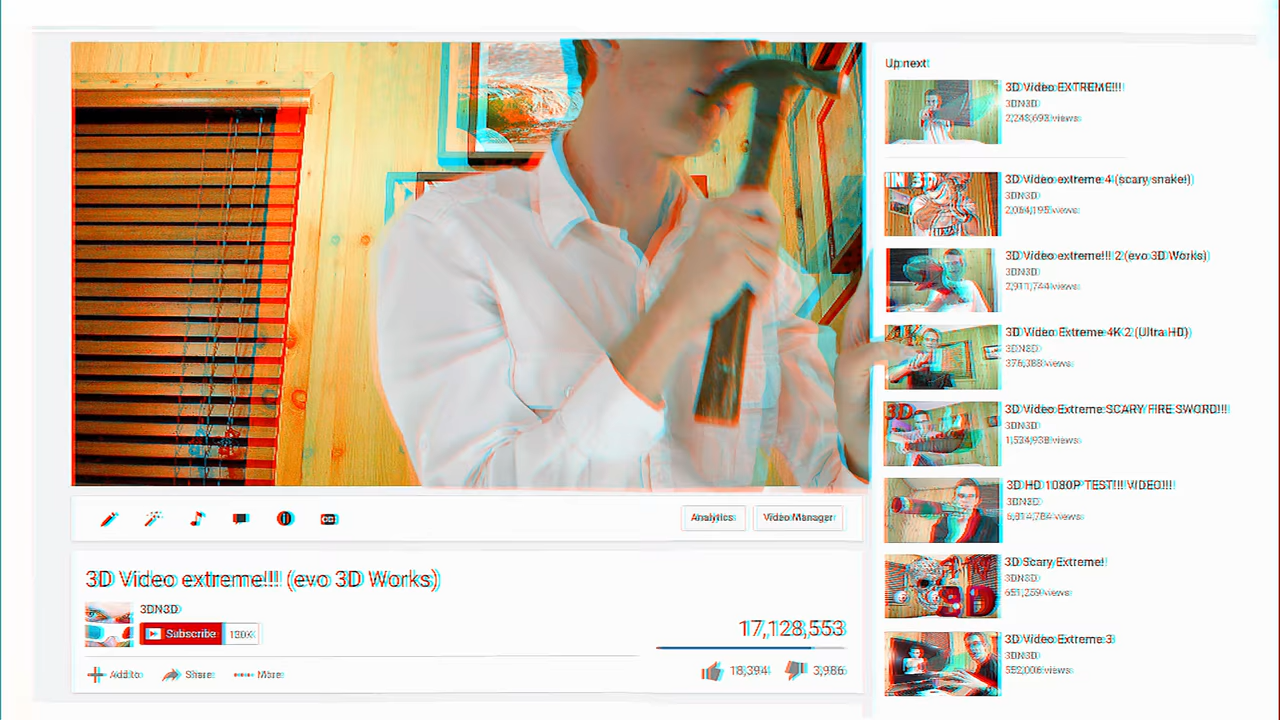 Up next
3D Video EXTREME!!!
3DN3D
2,248,693 views
3D Video extreme 4 (scary snake!)
3DN3D
2,054,195 views
3D Video extreme!!! 2 (evo 3D Works)
3DN3D
2,911,744 views
3D Video Extreme 4K 2 (Ultra HD)
3DN3D
376,388 views
3D Video Extreme SCARY FIRE SWORD!!!
3DN3D
1,534,938 views
3D HD 1080P TEST!!! VIDEO!!!
3DN3D
6,814,784 views
3D Scary Extreme!
3DN3D
651,259 views
3D Video Extreme 3
3DN3D
552,006 views
Analytics
Video Manager
3D Video extreme!!! (evo 3D Works)
3DN3D
Subscribe
130K
17,128,553
Add to
Share
More
18,394
3,986